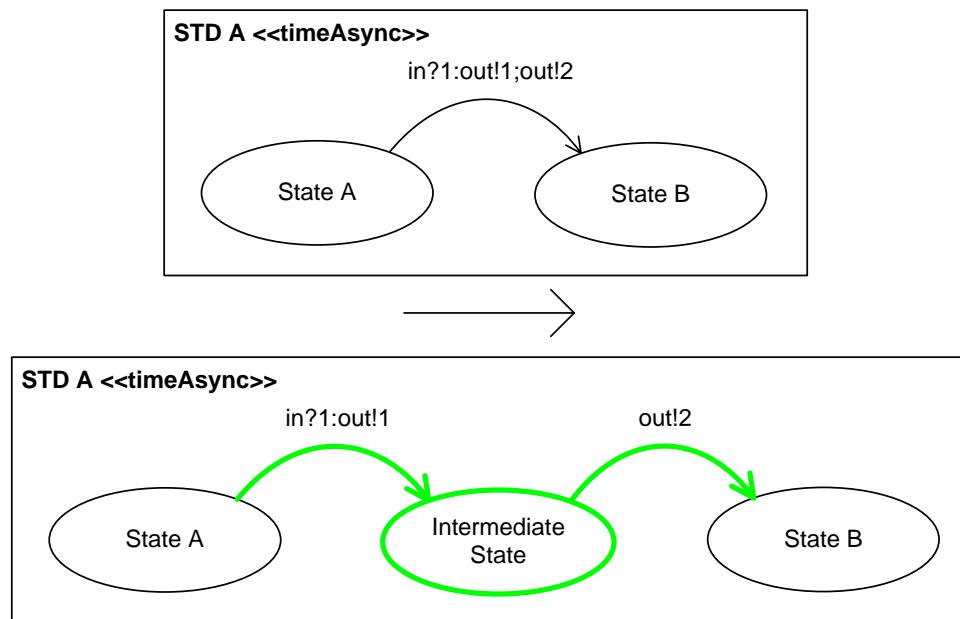 STD A <<timeAsync>>
in?1:out!1;out!2
State A
State B
STD A <<timeAsync>>
in?1:out!1
out!2
State A
Intermediate
State
State B